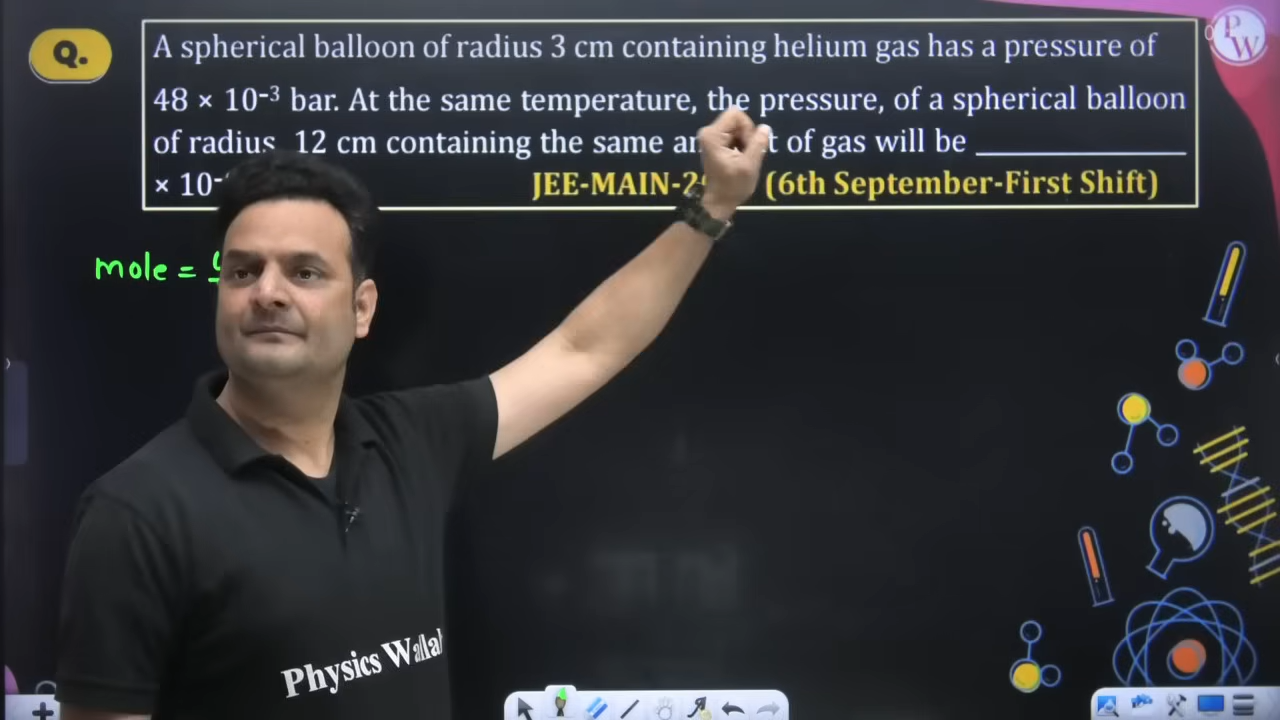 Q.
A spherical balloon of radius 3 cm containing helium gas has a pressure of
48 × 10⁻³ bar. At the same temperature, the pressure, of a spherical balloon
of radius 12 cm containing the same of gas will be ____________
× 10 JEE-MAIN- (6th September-First Shift)
PW
mole =
Physics Wallah